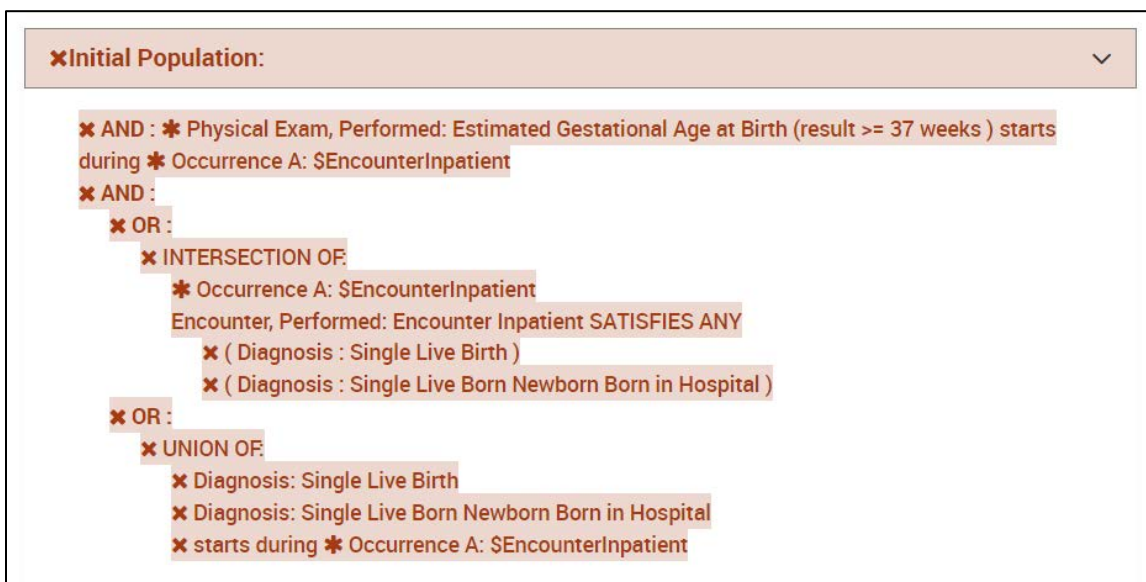 ✖Initial Population:
✖ AND : ✱ Physical Exam, Performed: Estimated Gestational Age at Birth (result >= 37 weeks ) starts
during ✱ Occurrence A: $EncounterInpatient
✖ AND :
✖ OR :
✖ INTERSECTION OF:
✱ Occurrence A: $EncounterInpatient
Encounter, Performed: Encounter Inpatient SATISFIES ANY
✖ ( Diagnosis : Single Live Birth )
✖ ( Diagnosis : Single Live Born Newborn Born in Hospital )
✖ OR :
✖ UNION OF:
✖ Diagnosis: Single Live Birth
✖ Diagnosis: Single Live Born Newborn Born in Hospital
✖ starts during ✱ Occurrence A: $EncounterInpatient